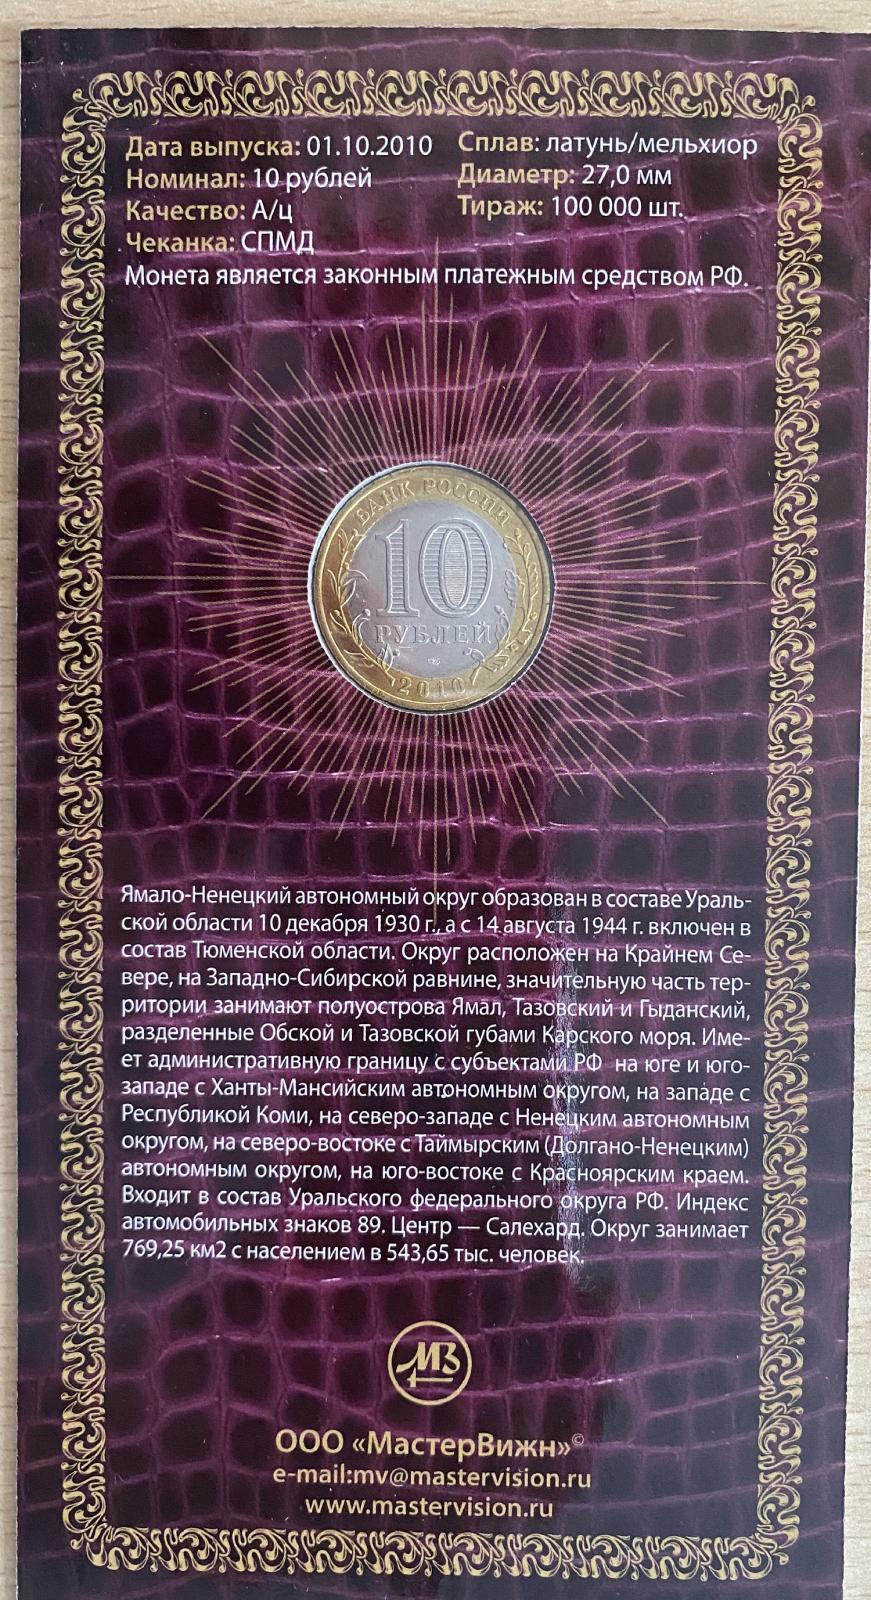 Дата выпуска: 01.10.2010
Номинал: 10 рублей
Качество: А/ц
Чеканка: СПМД
Сплав: латунь/мельхиор
Диаметр: 27,0 мм
Тираж: 100 000 шт.
Монета является законным платежным средством РФ.
БАНК РОССИИ
10
РУБЛЕЙ
2010
Ямало-Ненецкий автономный округ образован в составе Ураль-
ской области 10 декабря 1930 г., а с 14 августа 1944 г. включен в
состав Тюменской области. Округ расположен на Крайнем Се-
вере, на Западно-Сибирской равнине, значительную часть тер-
ритории занимают полуострова Ямал, Тазовский и Гыданский,
разделенные Обской и Тазовской губами Карского моря. Име-
ет административную границу с субъектами РФ на юге и юго-
западе с Ханты-Мансийским автономным округом, на западе с
Республикой Коми, на северо-западе с Ненецким автономным
округом, на северо-востоке с Таймырским (Долгано-Ненецким)
автономным округом, на юго-востоке с Красноярским краем.
Входит в состав Уральского федерального округа РФ. Индекс
автомобильных знаков 89. Центр — Салехард. Округ занимает
769,25 км2 с населением в 543,65 тыс. человек.
МВ
ООО «МастерВижн»©
e-mail:mv@mastervision.ru
www.mastervision.ru